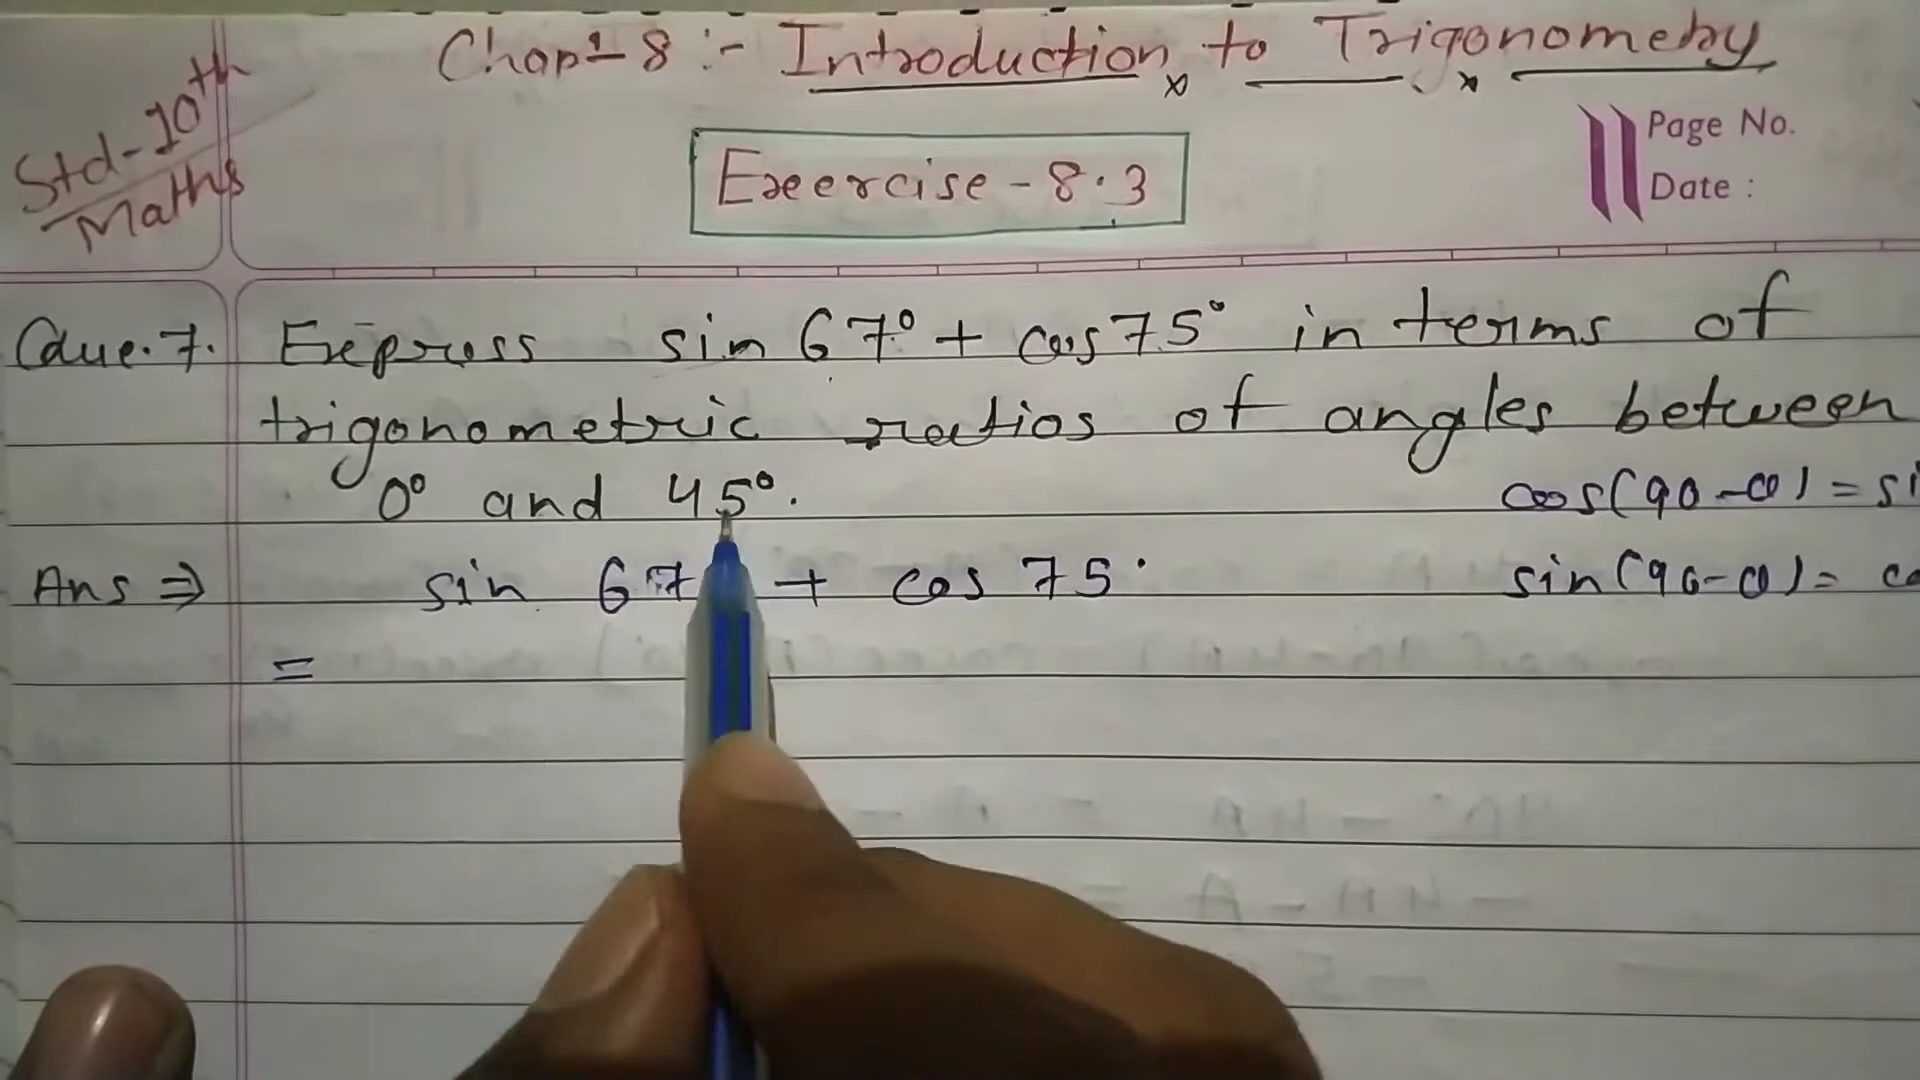 Chapt 8 :- Introduction to Trigonometry
Std-10th
Maths
Exercise - 8.3
Page No.
Date :
Que.7. Express sin 67° + cos 75° in terms of
trigonometric ratios of angles between
0° and 45°.
cos(90-θ) = si
Ans ⇒ sin 67 + cos 75°
sin(90-θ) = co
=